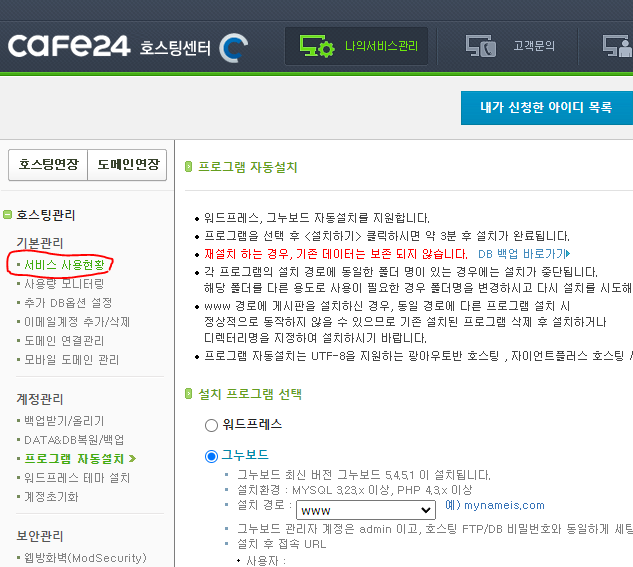 cafe24 호스팅센터
나의서비스관리
고객문의
내가 신청한 아이디 목록
호스팅연장
도메인연장
호스팅관리
기본관리
서비스 사용현황
사용량 모니터링
추가 DB옵션 설정
이메일계정 추가/삭제
도메인 연결관리
모바일 도메인 관리
계정관리
백업받기/올리기
DATA&DB복원/백업
프로그램 자동설치
워드프레스 테마 설치
계정초기화
보안관리
웹방화벽(ModSecurity)
프로그램 자동설치
워드프레스, 그누보드 자동설치를 지원합니다.
프로그램을 선택 후 <설치하기> 클릭하시면 약 3분 후 설치가 완료됩니다.
재설치 하는 경우, 기존 데이터는 보존 되지 않습니다. DB 백업 바로가기
각 프로그램의 설치 경로에 동일한 폴더 명이 있는 경우에는 설치가 중단됩니다.
해당 폴더를 다른 용도로 사용이 필요한 경우 폴더명을 변경하시고 다시 설치를 시도해
www 경로에 게시판을 설치하신 경우, 동일 경로에 다른 프로그램 설치 시
정상적으로 동작하지 않을 수 있으므로 기존 설치된 프로그램 삭제 후 설치하거나
디렉터리명을 지정하여 설치하시기 바랍니다.
프로그램 자동설치는 UTF-8을 지원하는 광아우토반 호스팅 , 자이언트플러스 호스팅
설치 프로그램 선택
워드프레스
그누보드
그누보드 최신 버전 그누보드 5.4.5.1 이 설치됩니다.
설치환경 : MYSQL 3.23.x 이상, PHP 4.3.x 이상
설치 경로 : www 예) mynameis.com
그누보드 관리자 계정은 admin 이고, 호스팅 FTP/DB 비밀번호와 동일하게 세팅
설치 후 접속 URL
사용자 :